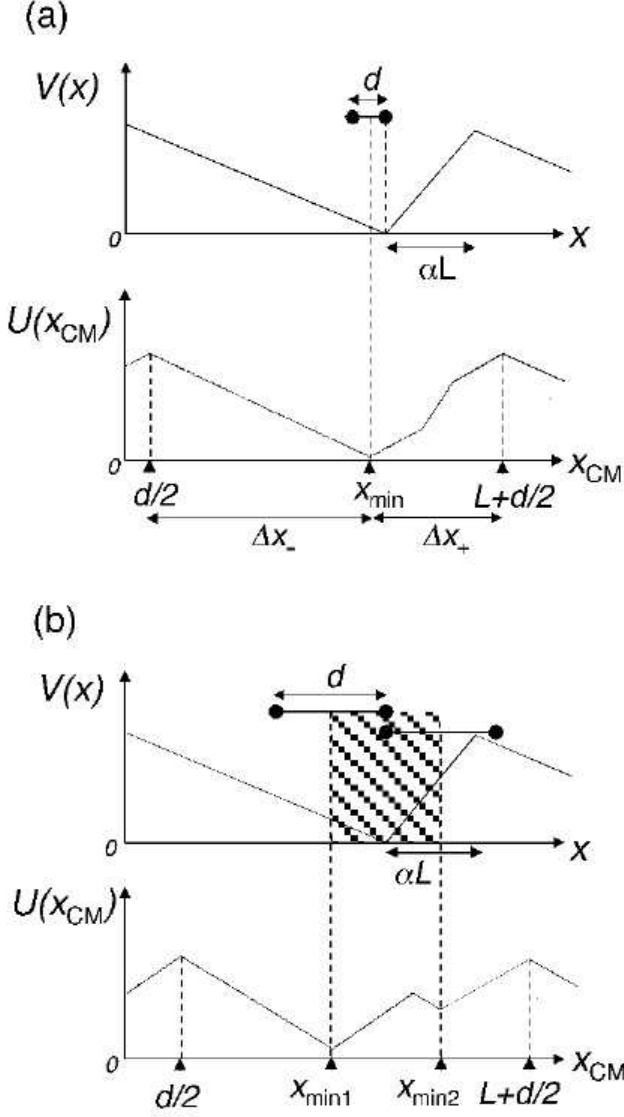 (a)
V(x)
d
0
x
αL
U(x_CM)
0
d/2
x_min
L+d/2
x_CM
Δx_-
Δx_+
(b)
V(x)
d
0
x
αL
U(x_CM)
0
d/2
x_min1
x_min2
L+d/2
x_CM